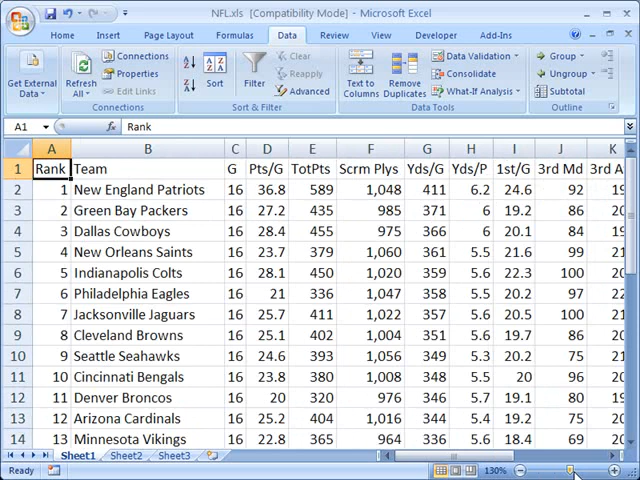 NFL.xls [Compatibility Mode] - Microsoft Excel
Home Insert Page Layout Formulas Data Review View Developer Add-Ins
Get External Data
Refresh All
Connections
Properties
Edit Links
Connections
Sort
Filter
Clear
Reapply
Advanced
Sort & Filter
Text to Columns
Remove Duplicates
Data Validation
Consolidate
What-If Analysis
Data Tools
Group
Ungroup
Subtotal
Outline
A1 fx Rank
A B C D E F G H I J K
1 Rank Team G Pts/G TotPts Scrm Plys Yds/G Yds/P 1st/G 3rd Md 3rd A
2 1 New England Patriots 16 36.8 589 1,048 411 6.2 24.6 92 19
3 2 Green Bay Packers 16 27.2 435 985 371 6 19.2 86 20
4 3 Dallas Cowboys 16 28.4 455 975 366 6 20.1 84 19
5 4 New Orleans Saints 16 23.7 379 1,060 361 5.5 21.6 99 21
6 5 Indianapolis Colts 16 28.1 450 1,020 359 5.6 22.3 100 20
7 6 Philadelphia Eagles 16 21 336 1,047 358 5.5 20.2 97 22
8 7 Jacksonville Jaguars 16 25.7 411 1,022 357 5.6 20.5 100 21
9 8 Cleveland Browns 16 25.1 402 1,004 351 5.6 19.7 86 20
10 9 Seattle Seahawks 16 24.6 393 1,056 349 5.3 20.2 75 21
11 10 Cincinnati Bengals 16 23.8 380 1,008 348 5.5 20 96 20
12 11 Denver Broncos 16 20 320 976 346 5.7 19.1 80 19
13 12 Arizona Cardinals 16 25.2 404 1,016 344 5.4 19.2 75 20
14 13 Minnesota Vikings 16 22.8 365 964 336 5.6 18.4 69 20
Sheet1 Sheet2 Sheet3
Ready 130%